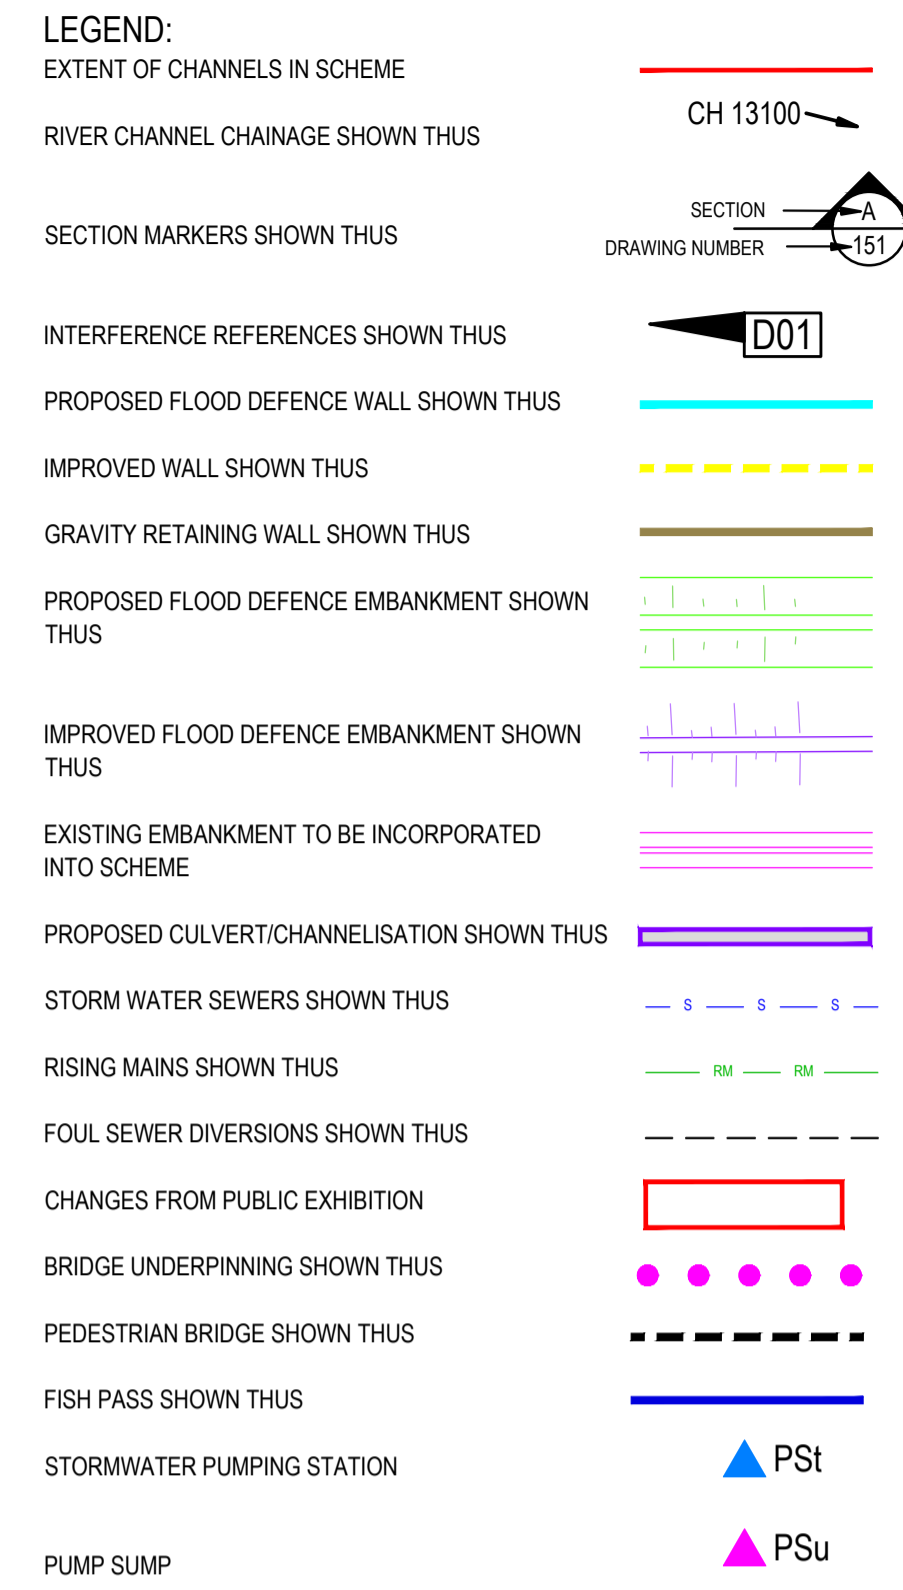 LEGEND:
EXTENT OF CHANNELS IN SCHEME
CH 13100
RIVER CHANNEL CHAINAGE SHOWN THUS
SECTION A
SECTION MARKERS SHOWN THUS
DRAWING NUMBER 151
INTERFERENCE REFERENCES SHOWN THUS D01
PROPOSED FLOOD DEFENCE WALL SHOWN THUS
IMPROVED WALL SHOWN THUS
GRAVITY RETAINING WALL SHOWN THUS
PROPOSED FLOOD DEFENCE EMBANKMENT SHOWN
THUS
IMPROVED FLOOD DEFENCE EMBANKMENT SHOWN
THUS
EXISTING EMBANKMENT TO BE INCORPORATED
INTO SCHEME
PROPOSED CULVERT/CHANNELISATION SHOWN THUS
STORM WATER SEWERS SHOWN THUS S S S
RISING MAINS SHOWN THUS RM RM
FOUL SEWER DIVERSIONS SHOWN THUS
CHANGES FROM PUBLIC EXHIBITION
BRIDGE UNDERPINNING SHOWN THUS
PEDESTRIAN BRIDGE SHOWN THUS
FISH PASS SHOWN THUS
STORMWATER PUMPING STATION PSt
PUMP SUMP PSu